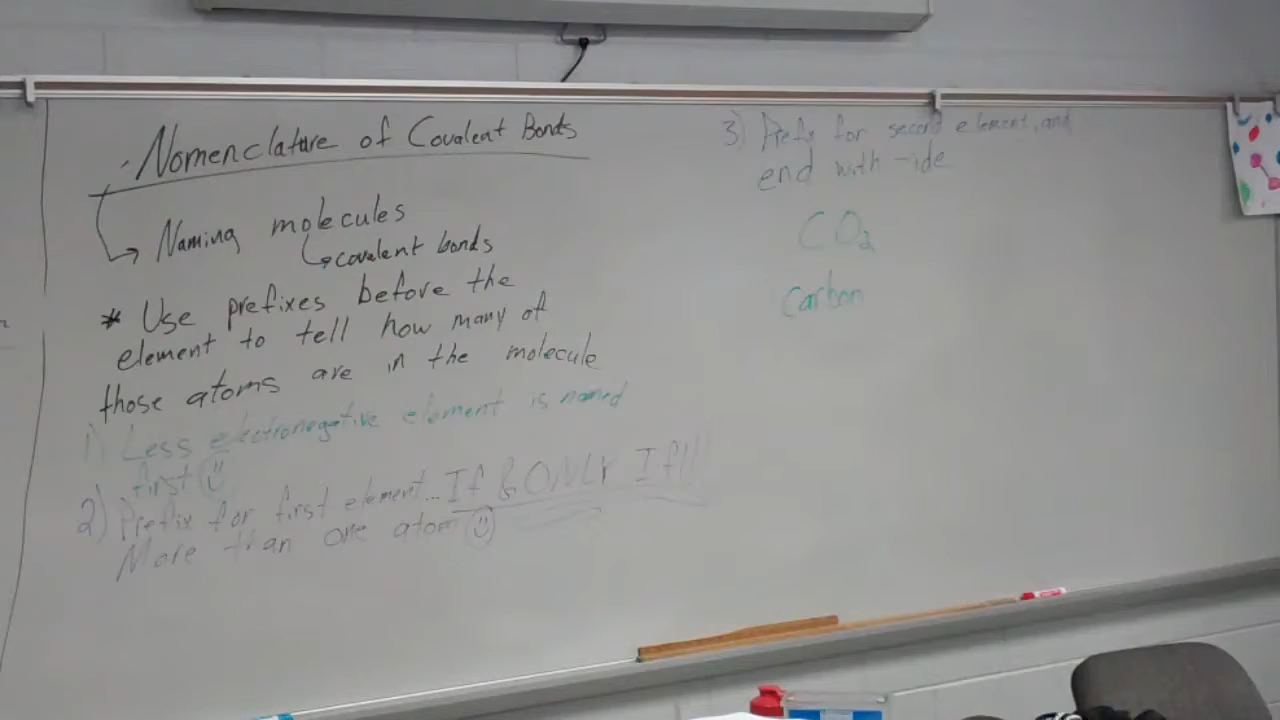 Nomenclature of Covalent Bonds
Naming molecules
covalent bonds
* Use prefixes before the
element to tell how many of
those atoms are in the molecule
1) Less electronegative element is named
first
2) Prefix for first element... If & ONLY If!!!
More than one atom
3) Prefix for second element, and
end with -ide
CO₂
Carbon